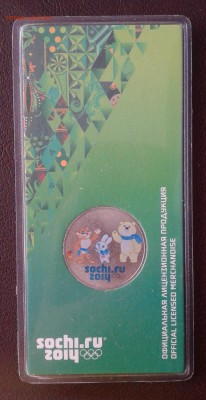 sochi.ru
2014
sochi.ru
2014
ОФИЦИАЛЬНАЯ ЛИЦЕНЗИОННАЯ ПРОДУКЦИЯ
OFFICIAL LICENSED MERCHANDISE